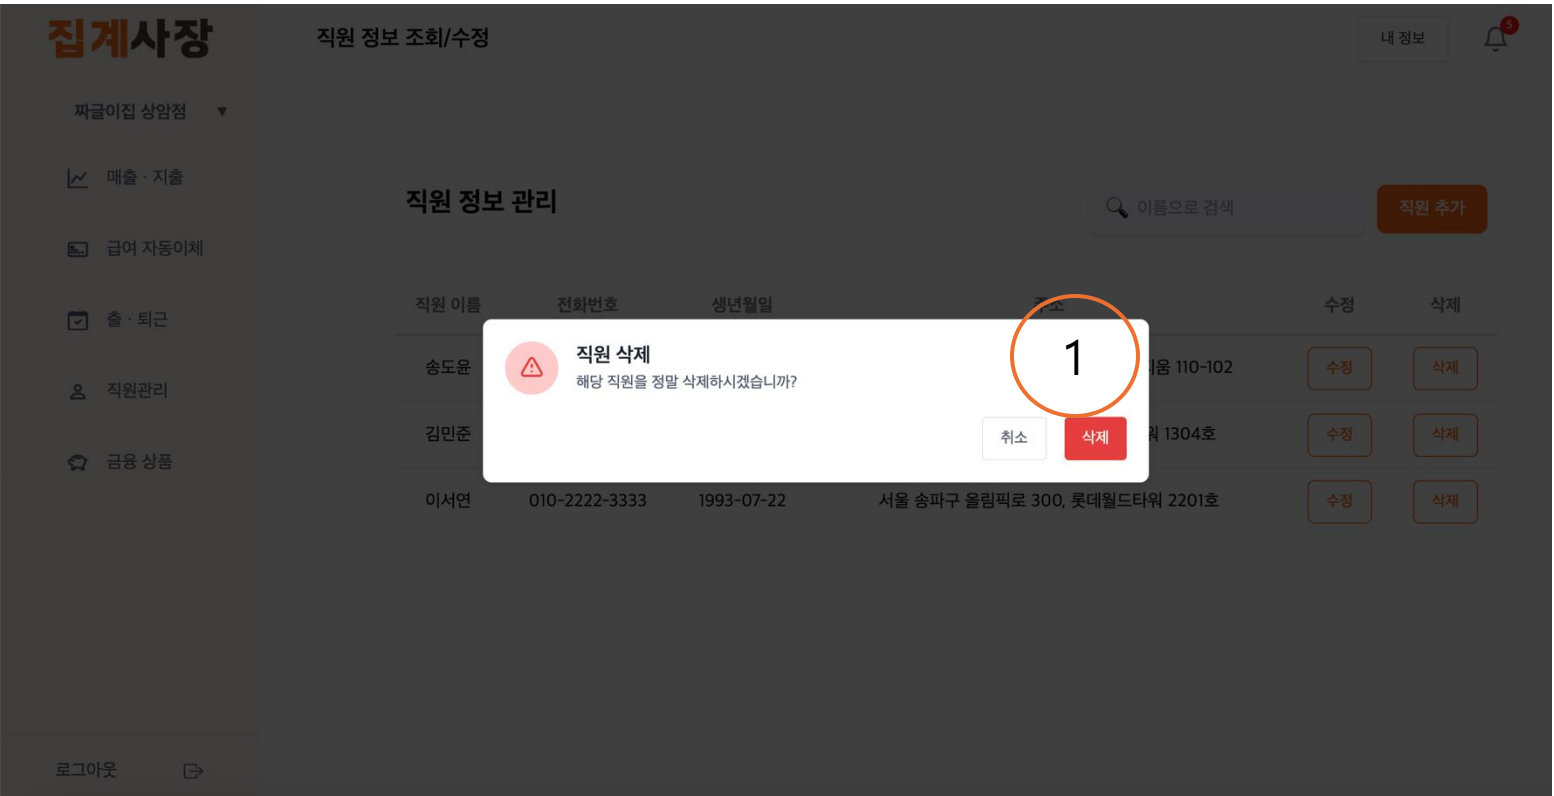 집계사장
직원 정보 조회/수정
내 정보
5
짜글이집 상암점 ▼
매출 · 지출
급여 자동이체
출 · 퇴근
직원관리
금융 상품
로그아웃
직원 정보 관리
이름으로 검색
직원 추가
직원 이름 전화번호 생년월일 주소 수정 삭제
송도윤 110-102 수정 삭제
김민준 1304호 수정 삭제
이서연 010-2222-3333 1993-07-22 서울 송파구 올림픽로 300, 롯데월드타워 2201호 수정 삭제
직원 삭제
해당 직원을 정말 삭제하시겠습니까?
취소 삭제
1